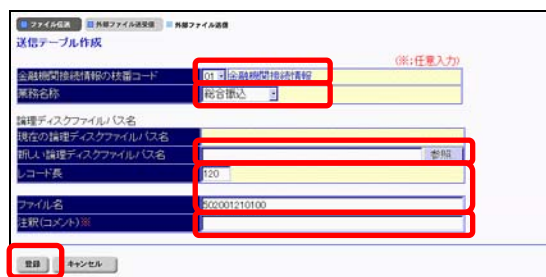 ファイル伝送 外部ファイル送受信 外部ファイル送信
送信テーブル作成
(※:任意入力)
金融機関接続情報の枝番コード 01 金融機関接続情報
業務名称 総合振込
論理ディスクファイルパス名
現在の論理ディスクファイルパス名
新しい論理ディスクファイルパス名 参照
レコード長 120
ファイル名 502001210100
注釈(コメント)※
登録 キャンセル